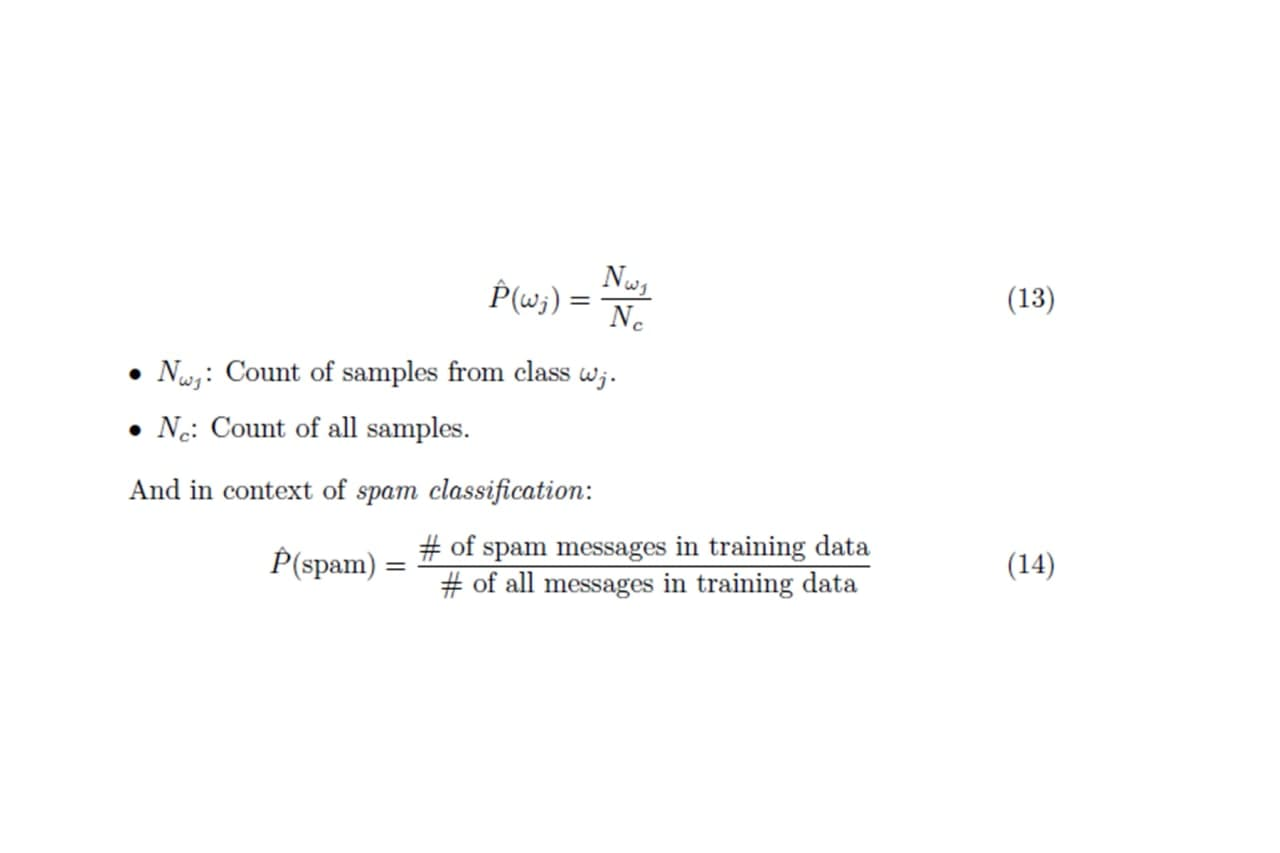 P̂(ω_j) = N_{ω_j} / N_c (13)
• N_{ω_j}: Count of samples from class ω_j.
• N_c: Count of all samples.
And in context of spam classification:
P̂(spam) = # of spam messages in training data / # of all messages in training data (14)